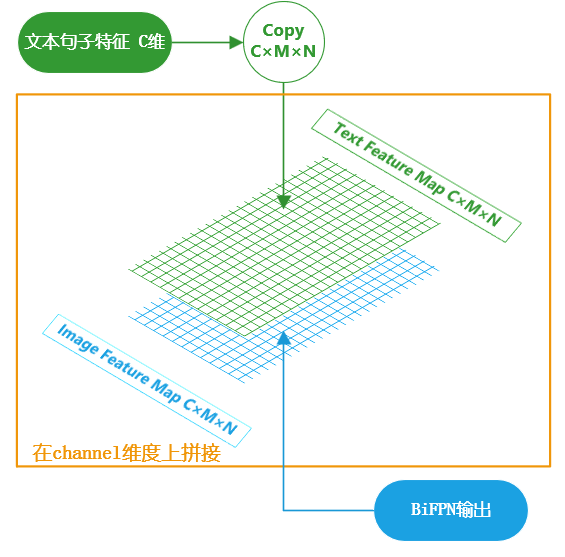 文本句子特征 C维
Copy
C×M×N
Text Feature Map C×M×N
Image Feature Map C×M×N
在channel维度上拼接
BiFPN输出